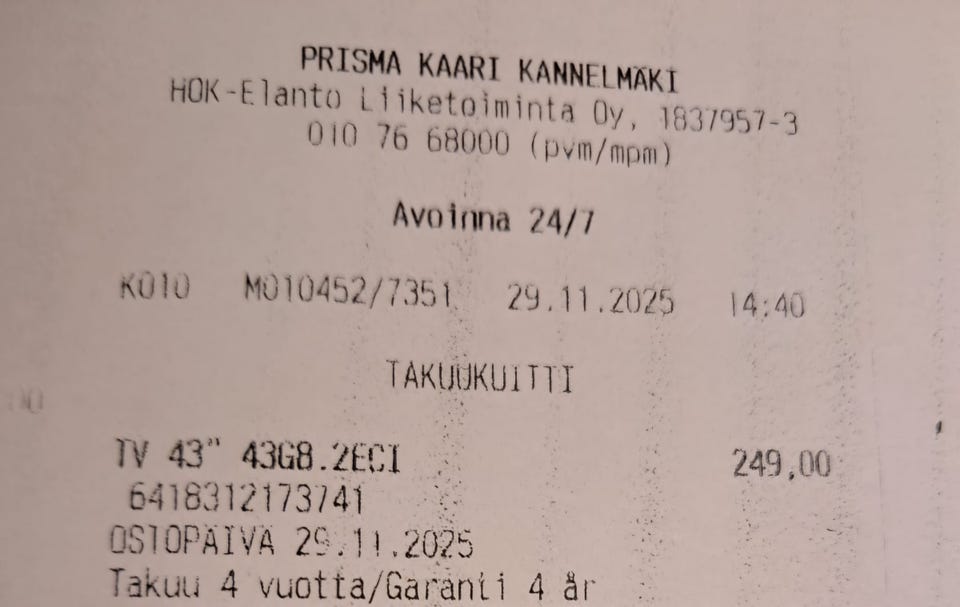 PRISMA KAARI KANNELMÄKI
HOK-Elanto Liiketoiminta Oy, 1837957-3
010 76 68000 (pvm/mpm)
Avoinna 24/7
K010 M010452/7351 29.11.2025 14:40
TAKUUKUITTI
TV 43" 43G8.2ECI 249,00
6418312173741
OSTOPÄIVÄ 29.11.2025
Takuu 4 vuotta/Garanti 4 år